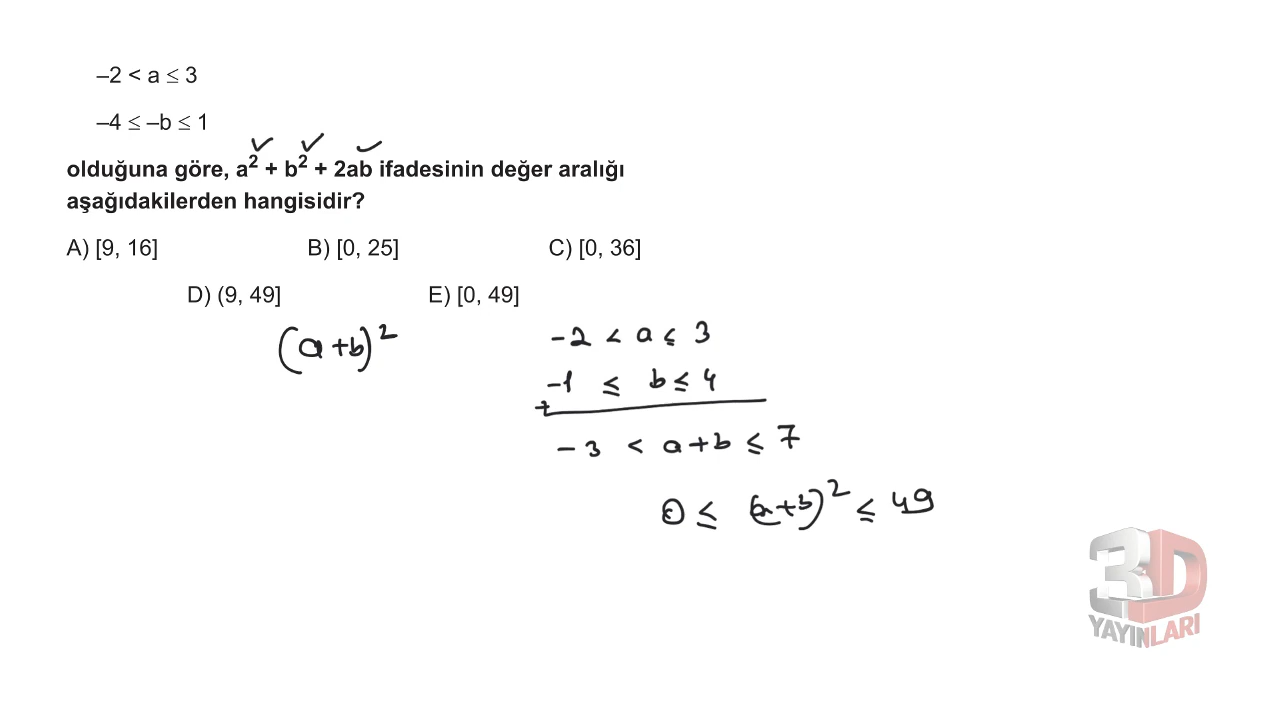 –2 < a ≤ 3
–4 ≤ –b ≤ 1
olduğuna göre, a² + b² + 2ab ifadesinin değer aralığı
aşağıdakilerden hangisidir?
A) [9, 16] B) [0, 25] C) [0, 36]
D) (9, 49] E) [0, 49]
(a+b)²
-2 < a ≤ 3
-1 ≤ b ≤ 4
+
-3 < a+b ≤ 7
0 ≤ (a+b)² ≤ 49
3D
YAYINLARI